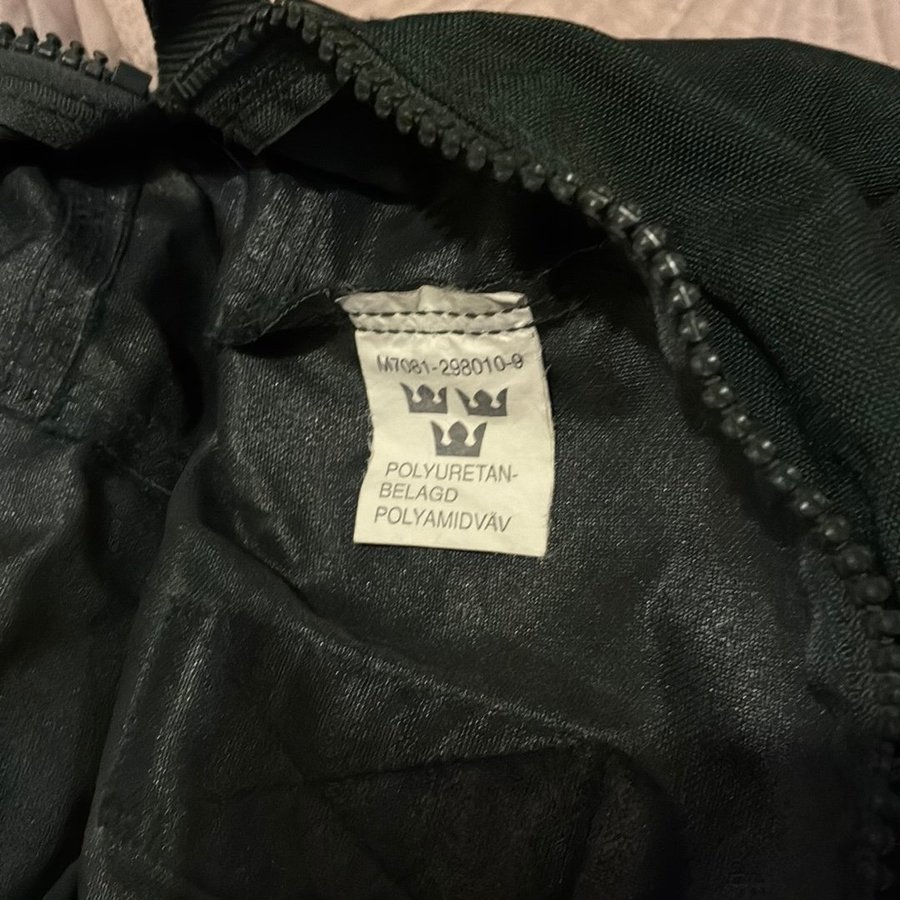 M7081-298010-9
POLYURETAN-
BELAGD
POLYAMIDVÄV